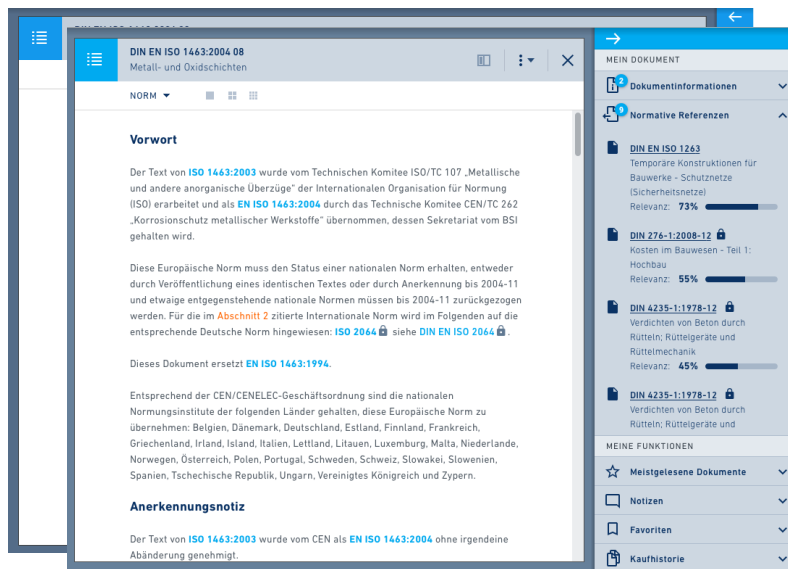 DIN EN ISO 1463:2004 08
Metall- und Oxidschichten
NORM
Vorwort
Der Text von ISO 1463:2003 wurde vom Technischen Komitee ISO/TC 107 „Metallische
und andere anorganische Überzüge“ der Internationalen Organisation für Normung
(ISO) erarbeitet und als EN ISO 1463:2004 durch das Technische Komitee CEN/TC 262
„Korrosionschutz metallischer Werkstoffe“ übernommen, dessen Sekretariat vom BSI
gehalten wird.
Diese Europäische Norm muss den Status einer nationalen Norm erhalten, entweder
durch Veröffentlichung eines identischen Textes oder durch Anerkennung bis 2004-11
und etwaige entgegenstehende nationale Normen müssen bis 2004-11 zurückgezogen
werden. Für die im Abschnitt 2 zitierte Internationale Norm wird im Folgenden auf die
entsprechende Deutsche Norm hingewiesen: ISO 2064 siehe DIN EN ISO 2064 .
Dieses Dokument ersetzt EN ISO 1463:1994.
Entsprechend der CEN/CENELEC-Geschäftsordnung sind die nationalen
Normungsinstitute der folgenden Länder gehalten, diese Europäische Norm zu
übernehmen: Belgien, Dänemark, Deutschland, Estland, Finnland, Frankreich,
Griechenland, Irland, Island, Italien, Lettland, Litauen, Luxemburg, Malta, Niederlande,
Norwegen, Österreich, Polen, Portugal, Schweden, Schweiz, Slowakei, Slowenien,
Spanien, Tschechische Republik, Ungarn, Vereinigtes Königreich und Zypern.
Anerkennungsnotiz
Der Text von ISO 1463:2003 wurde vom CEN als EN ISO 1463:2004 ohne irgendeine
Abänderung genehmigt.
MEIN DOKUMENT
2 Dokumentinformationen
9 Normative Referenzen
DIN EN ISO 1263
Temporäre Konstruktionen für
Bauwerke - Schutznetze
(Sicherheitsnetze)
Relevanz: 73%
DIN 276-1:2008-12
Kosten im Bauwesen - Teil 1:
Hochbau
Relevanz: 55%
DIN 4235-1:1978-12
Verdichten von Beton durch
Rütteln; Rüttelgeräte und
Rüttelmechanik
Relevanz: 45%
DIN 4235-1:1978-12
Verdichten von Beton durch
Rütteln; Rüttelgeräte und
MEINE FUNKTIONEN
Meistgelesene Dokumente
Notizen
Favoriten
Kaufhistorie